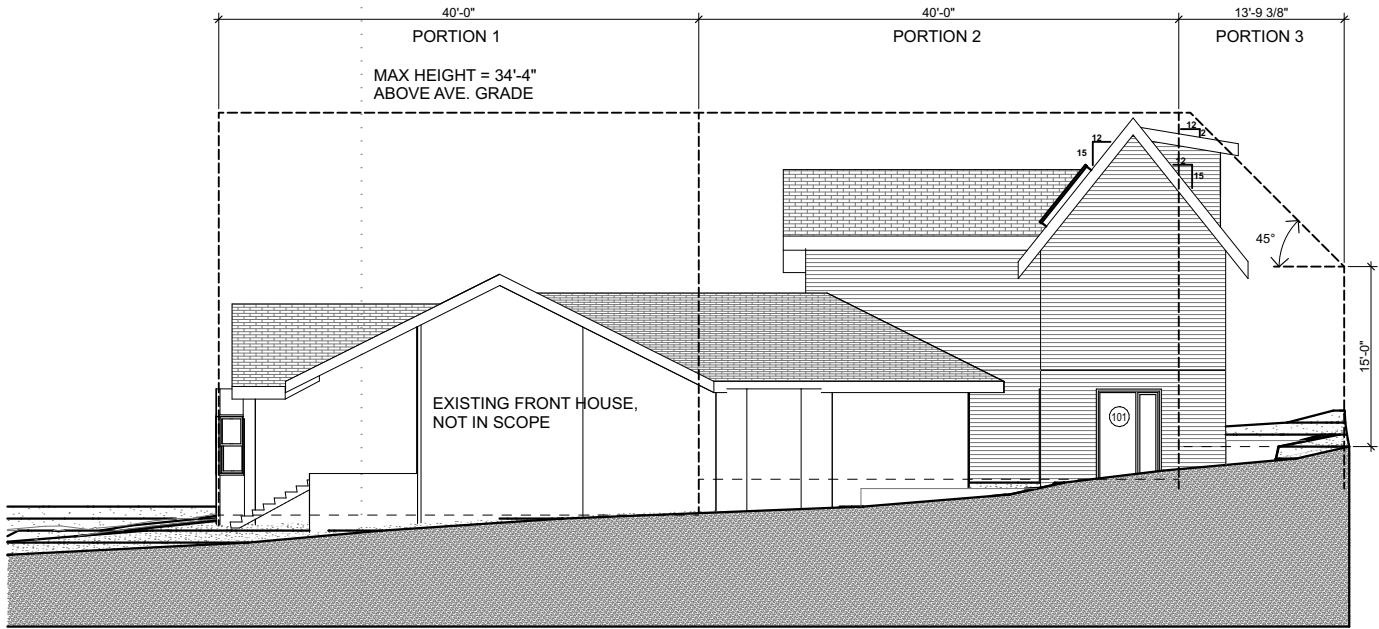 40'-0"
40'-0"
13'-9 3/8"
PORTION 1
PORTION 2
PORTION 3
MAX HEIGHT = 34'-4"
ABOVE AVE. GRADE
12
15
12
2
12
15
45°
15'-0"
EXISTING FRONT HOUSE,
NOT IN SCOPE
101